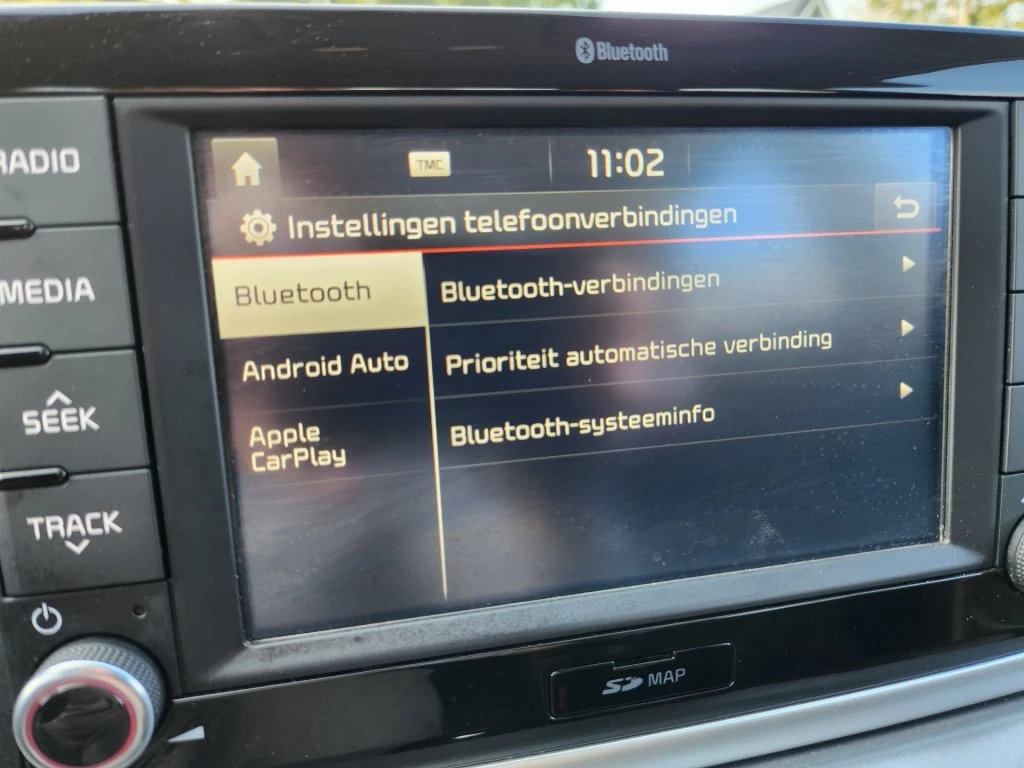 Bluetooth
RADIO
MEDIA
SEEK
TRACK
TMC
11:02
Instellingen telefoonverbindingen
Bluetooth
Android Auto
Apple
CarPlay
Bluetooth-verbindingen
Prioriteit automatische verbinding
Bluetooth-systeeminfo
SD MAP